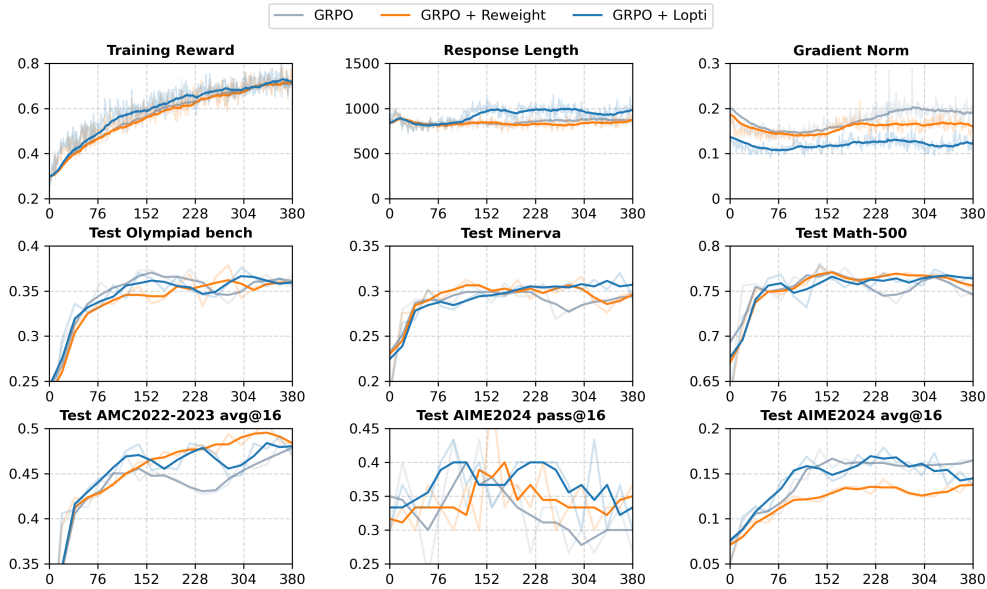 GRPO GRPO + Reweight GRPO + Lopti
Training Reward Response Length Gradient Norm
0.8 1500 0.3
0.6 1000 0.2
0.4 500 0.1
0.2 0 0
0 76 152 228 304 380 0 76 152 228 304 380 0 76 152 228 304 380
Test Olympiad bench Test Minerva Test Math-500
0.4 0.35 0.8
0.35 0.3 0.75
0.3 0.25 0.7
0.25 0.2 0.65
0 76 152 228 304 380 0 76 152 228 304 380 0 76 152 228 304 380
Test AMC2022-2023 avg@16 Test AIME2024 pass@16 Test AIME2024 avg@16
0.5 0.45 0.2
0.45 0.4 0.15
0.4 0.35 0.1
0.35 0.3 0.05
0.25
0 76 152 228 304 380 0 76 152 228 304 380 0 76 152 228 304 380